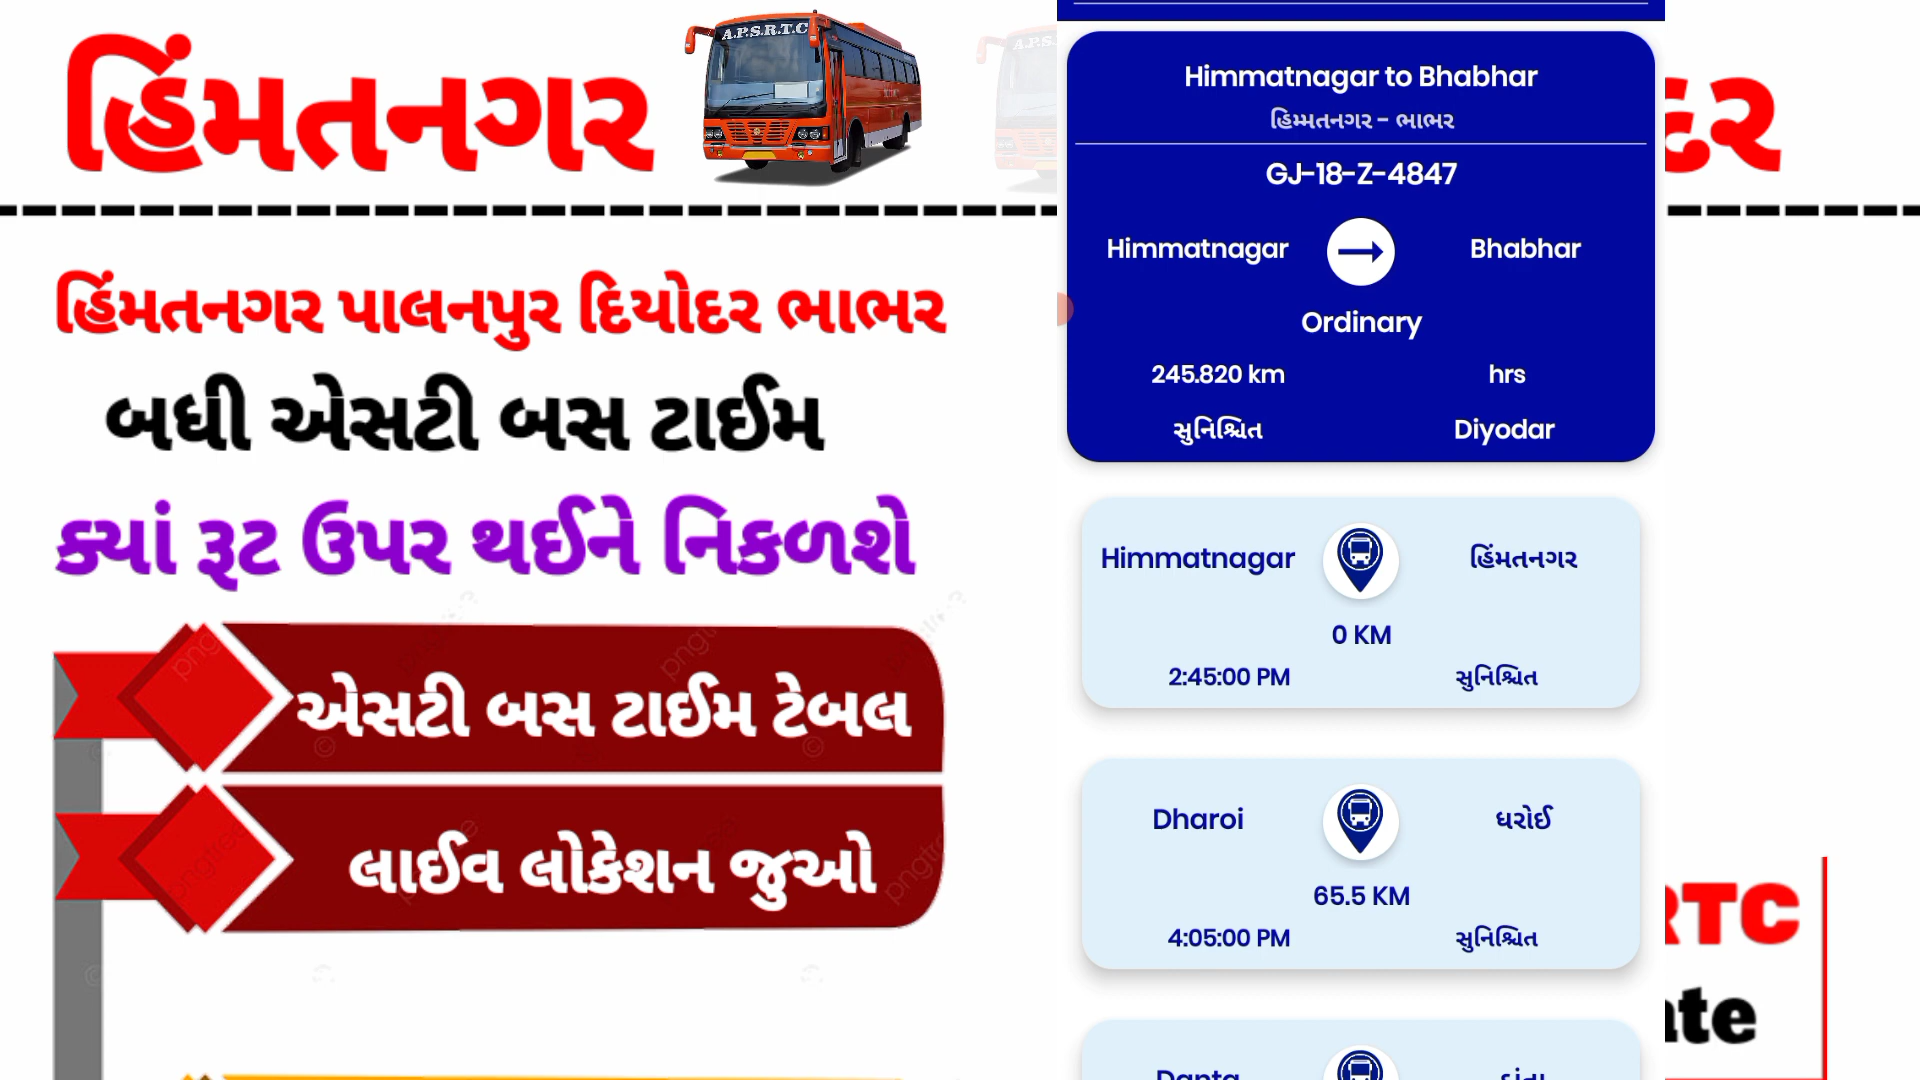 હિંમતનગર
A.P.S.R.T.C
હિંમતનગર પાલનપુર દિયોદર ભાભર
બધી એસટી બસ ટાઈમ
ક્યાં રૂટ ઉપર થઈને નિકળશે
એસટી બસ ટાઈમ ટેબલ
લાઈવ લોકેશન જુઓ
Himmatnagar to Bhabhar
હિમ્મતનગર - ભાભર
GJ-18-Z-4847
Himmatnagar Bhabhar
Ordinary
245.820 km hrs
સુનિશ્ચિત Diyodar
Himmatnagar હિંમતનગર
0 KM
2:45:00 PM સુનિશ્ચિત
Dharoi ધરોઈ
65.5 KM
4:05:00 PM સુનિશ્ચિત
Danta દાંતા